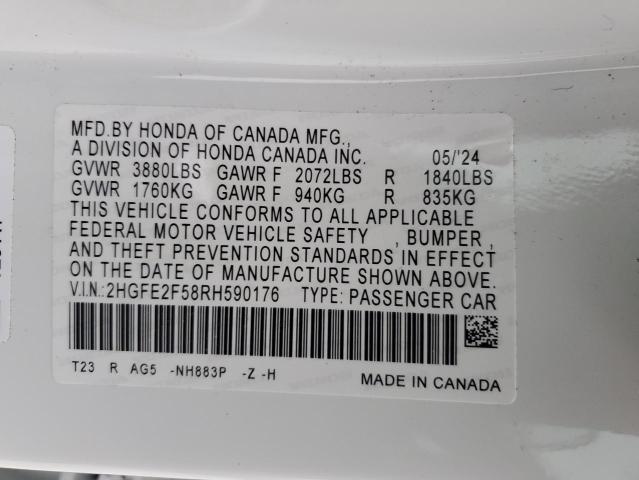 MFD.BY HONDA OF CANADA MFG.,
A DIVISION OF HONDA CANADA INC. 05/'24
GVWR 3880LBS GAWR F 2072LBS R 1840LBS
GVWR 1760KG GAWR F 940KG R 835KG
THIS VEHICLE CONFORMS TO ALL APPLICABLE
FEDERAL MOTOR VEHICLE SAFETY , BUMPER ,
AND THEFT PREVENTION STANDARDS IN EFFECT
ON THE DATE OF MANUFACTURE SHOWN ABOVE.
V.I.N.:2HGFE2F58RH590176 TYPE: PASSENGER CAR
T23 R AG5 -NH883P -Z -H
MADE IN CANADA